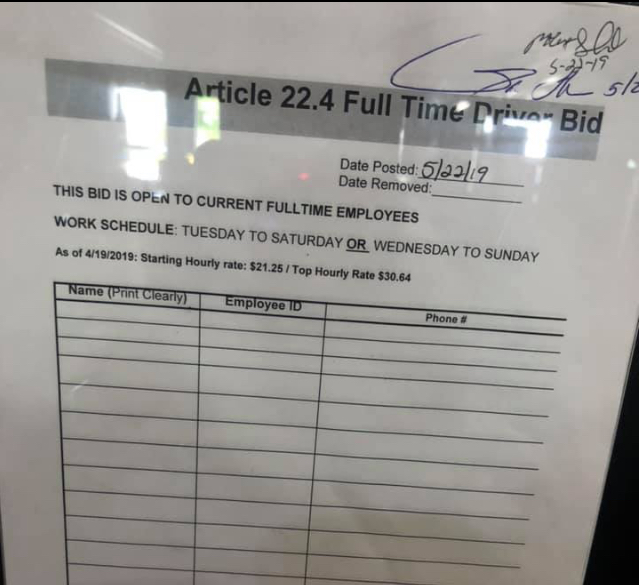 5-22-19
5/2
Article 22.4 Full Time Driver Bid
Date Posted: 5/22/19
Date Removed:
THIS BID IS OPEN TO CURRENT FULLTIME EMPLOYEES
WORK SCHEDULE: TUESDAY TO SATURDAY OR WEDNESDAY TO SUNDAY
As of 4/19/2019: Starting Hourly rate: $21.25 / Top Hourly Rate $30.64
Name (Print Clearly) Employee ID Phone #